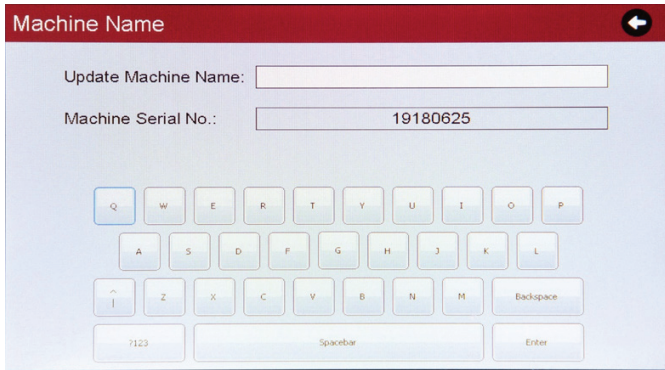 Machine Name
Update Machine Name:
Machine Serial No.: 19180625
Q W E R T Y U I O P
A S D F G H J K L
Z X C V B N M Backspace
?123 Spacebar Enter